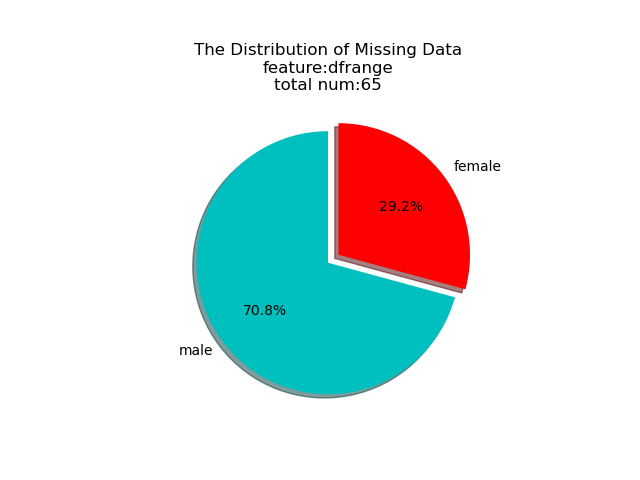 The Distribution of Missing Data
feature:dfrange
total num:65
female
29.2%
70.8%
male